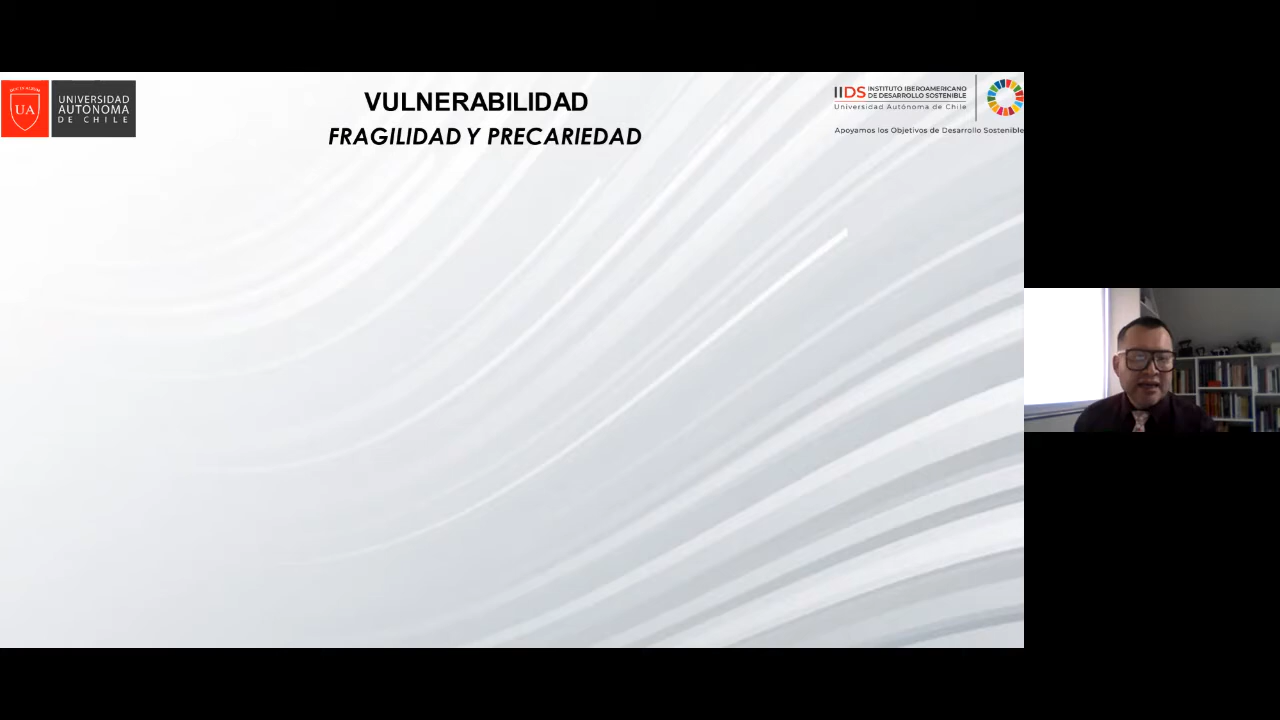 UA
UNIVERSIDAD
AUTÓNOMA
DE CHILE
VULNERABILIDAD
FRAGILIDAD Y PRECARIEDAD
IIDS INSTITUTO IBEROAMERICANO
DE DESARROLLO SOSTENIBLE
Universidad Autónoma de Chile
Apoyamos los Objetivos de Desarrollo Sostenible